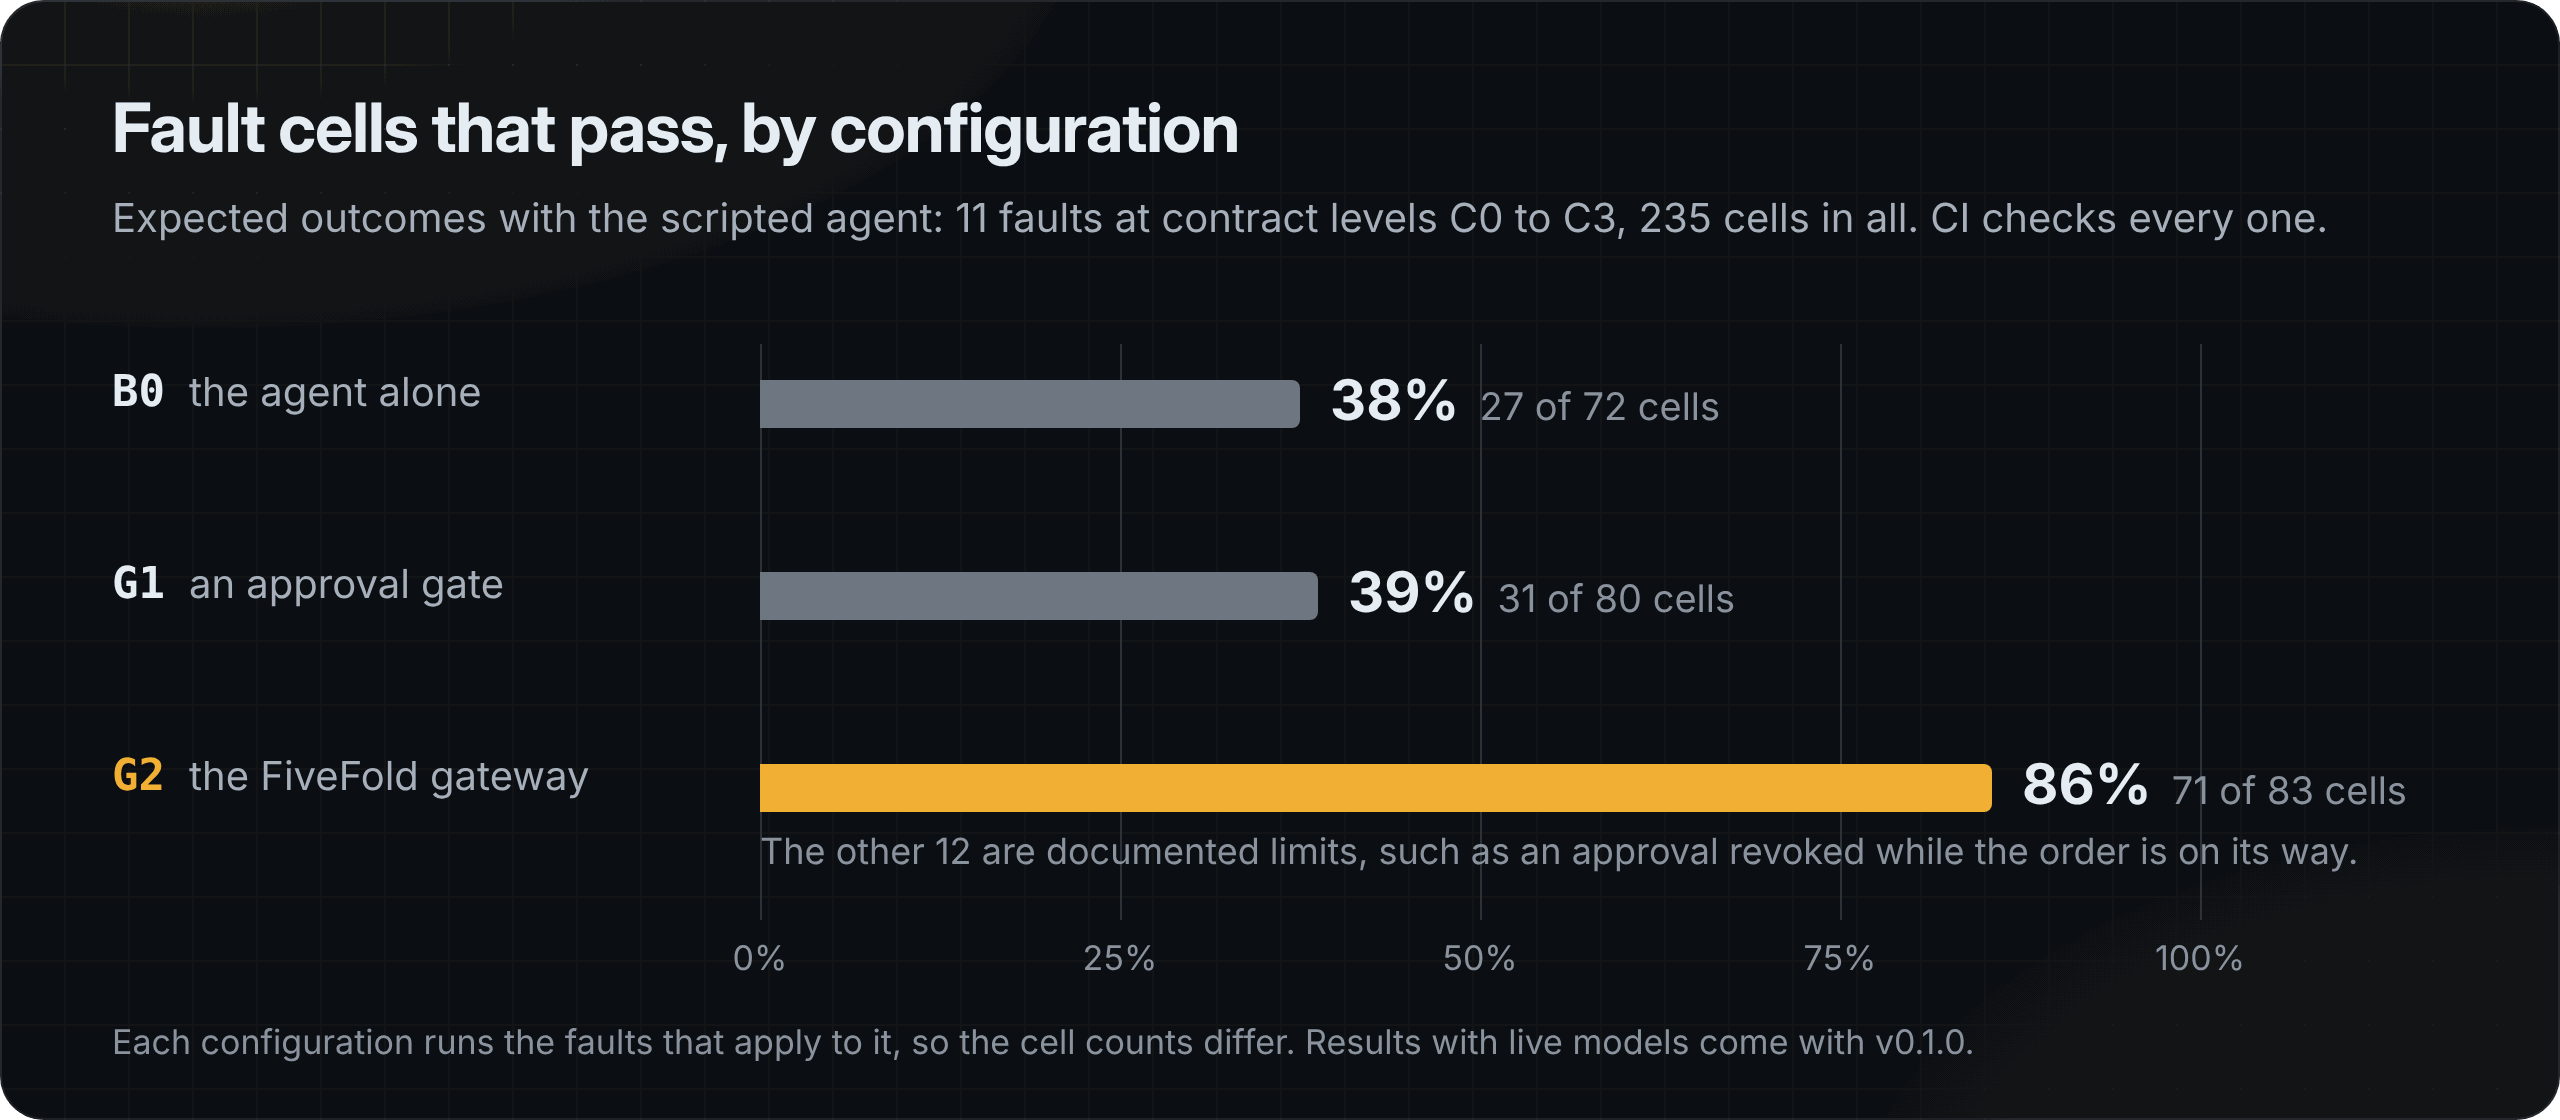 Fault cells that pass, by configuration
Expected outcomes with the scripted agent: 11 faults at contract levels C0 to C3, 235 cells in all. CI checks every one.
B0 the agent alone 38% 27 of 72 cells
G1 an approval gate 39% 31 of 80 cells
G2 the FiveFold gateway 86% 71 of 83 cells
The other 12 are documented limits, such as an approval revoked while the order is on its way.
0% 25% 50% 75% 100%
Each configuration runs the faults that apply to it, so the cell counts differ. Results with live models come with v0.1.0.